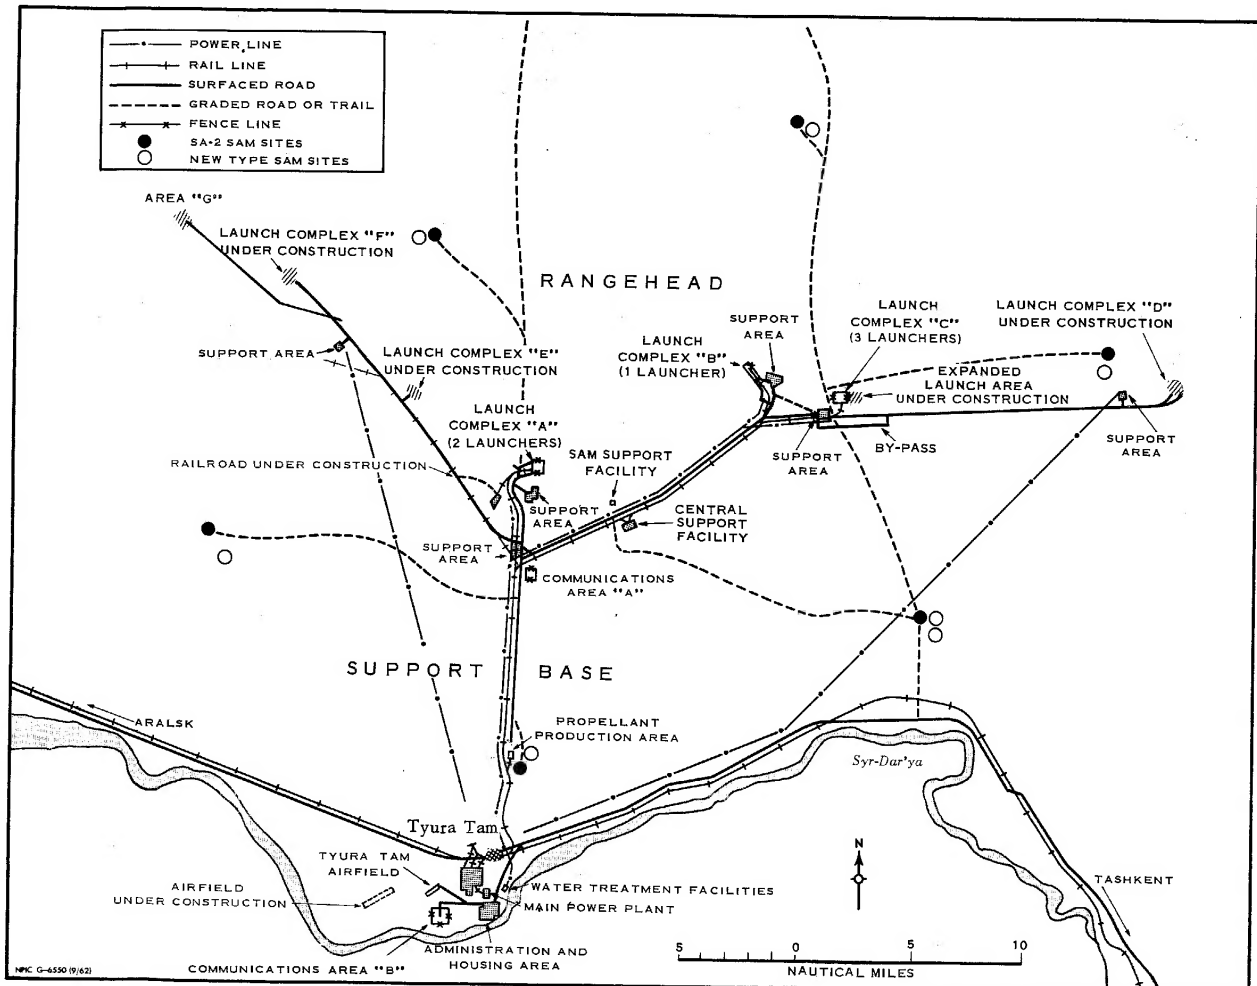 POWER LINE
RAIL LINE
SURFACED ROAD
GRADED ROAD OR TRAIL
FENCE LINE
SA-2 SAM SITES
NEW TYPE SAM SITES
AREA "G"
LAUNCH COMPLEX "F"
UNDER CONSTRUCTION
RANGEHEAD
SUPPORT AREA
LAUNCH COMPLEX "E"
UNDER CONSTRUCTION
LAUNCH
COMPLEX "B"
(1 LAUNCHER)
SUPPORT
AREA
LAUNCH
COMPLEX "C"
(3 LAUNCHERS)
LAUNCH COMPLEX "D"
UNDER CONSTRUCTION
EXPANDED
LAUNCH AREA
UNDER CONSTRUCTION
LAUNCH
COMPLEX "A"
(2 LAUNCHERS)
RAILROAD UNDER CONSTRUCTION
SAM SUPPORT
FACILITY
SUPPORT
AREA
BY-PASS
SUPPORT
AREA
SUPPORT
AREA
CENTRAL
SUPPORT
FACILITY
SUPPORT
AREA
COMMUNICATIONS
AREA "A"
SUPPORT BASE
ARALSK
PROPELLANT
PRODUCTION AREA
Syr-Dar'ya
Tyura Tam
TYURA TAM
AIRFIELD
AIRFIELD
UNDER CONSTRUCTION
WATER TREATMENT FACILITIES
MAIN POWER PLANT
ADMINISTRATION AND
HOUSING AREA
COMMUNICATIONS AREA "B"
N
TASHKENT
5 0 5 10
NAUTICAL MILES
NPIC G-6550 (9/62)